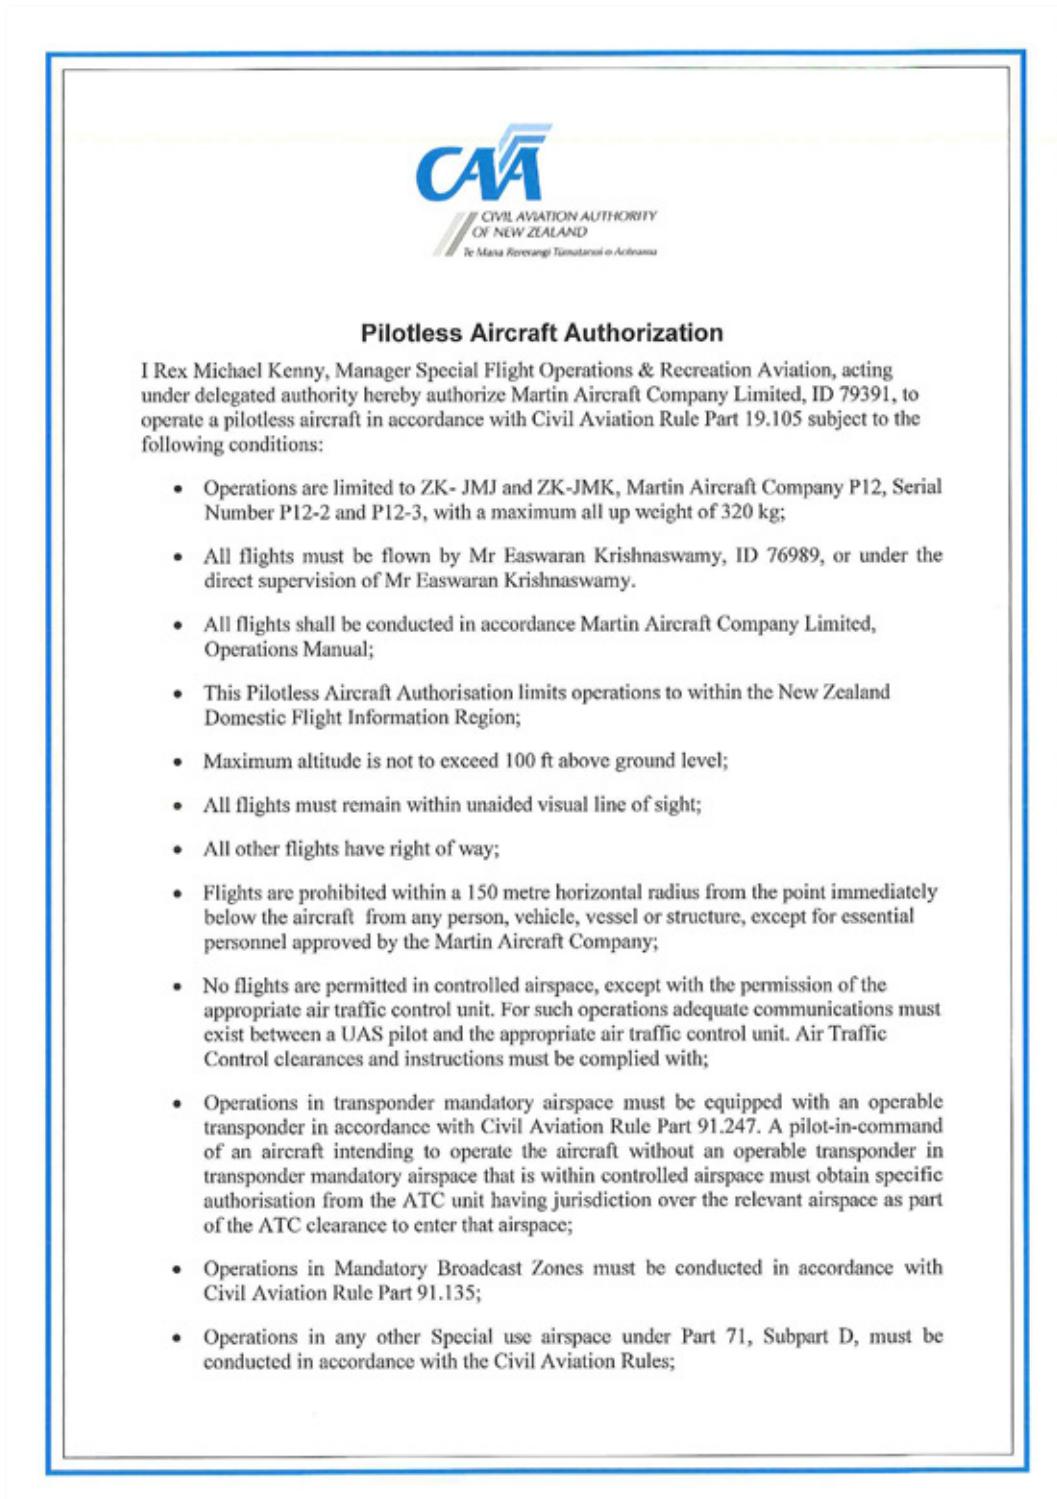 CAA
CIVIL AVIATION AUTHORITY
OF NEW ZEALAND
Te Mana Rererangi Tūmatanui o Aotearoa
Pilotless Aircraft Authorization
I Rex Michael Kenny, Manager Special Flight Operations & Recreation Aviation, acting
under delegated authority hereby authorize Martin Aircraft Company Limited, ID 79391, to
operate a pilotless aircraft in accordance with Civil Aviation Rule Part 19.105 subject to the
following conditions:
• Operations are limited to ZK- JMJ and ZK-JMK, Martin Aircraft Company P12, Serial
Number P12-2 and P12-3, with a maximum all up weight of 320 kg;
• All flights must be flown by Mr Easwaran Krishnaswamy, ID 76989, or under the
direct supervision of Mr Easwaran Krishnaswamy.
• All flights shall be conducted in accordance Martin Aircraft Company Limited,
Operations Manual;
• This Pilotless Aircraft Authorisation limits operations to within the New Zealand
Domestic Flight Information Region;
• Maximum altitude is not to exceed 100 ft above ground level;
• All flights must remain within unaided visual line of sight;
• All other flights have right of way;
• Flights are prohibited within a 150 metre horizontal radius from the point immediately
below the aircraft from any person, vehicle, vessel or structure, except for essential
personnel approved by the Martin Aircraft Company;
• No flights are permitted in controlled airspace, except with the permission of the
appropriate air traffic control unit. For such operations adequate communications must
exist between a UAS pilot and the appropriate air traffic control unit. Air Traffic
Control clearances and instructions must be complied with;
• Operations in transponder mandatory airspace must be equipped with an operable
transponder in accordance with Civil Aviation Rule Part 91.247. A pilot-in-command
of an aircraft intending to operate the aircraft without an operable transponder in
transponder mandatory airspace that is within controlled airspace must obtain specific
authorisation from the ATC unit having jurisdiction over the relevant airspace as part
of the ATC clearance to enter that airspace;
• Operations in Mandatory Broadcast Zones must be conducted in accordance with
Civil Aviation Rule Part 91.135;
• Operations in any other Special use airspace under Part 71, Subpart D, must be
conducted in accordance with the Civil Aviation Rules;